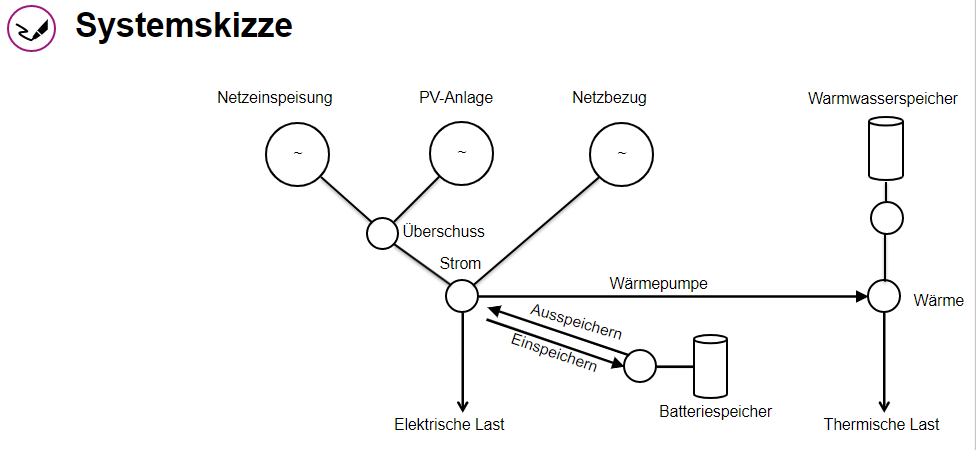 Systemskizze
Netzeinspeisung
PV-Anlage
Netzbezug
Warmwasserspeicher
~
~
~
Überschuss
Strom
Wärmepumpe
Wärme
Ausspeichern
Einspeichern
Batteriespeicher
Elektrische Last
Thermische Last